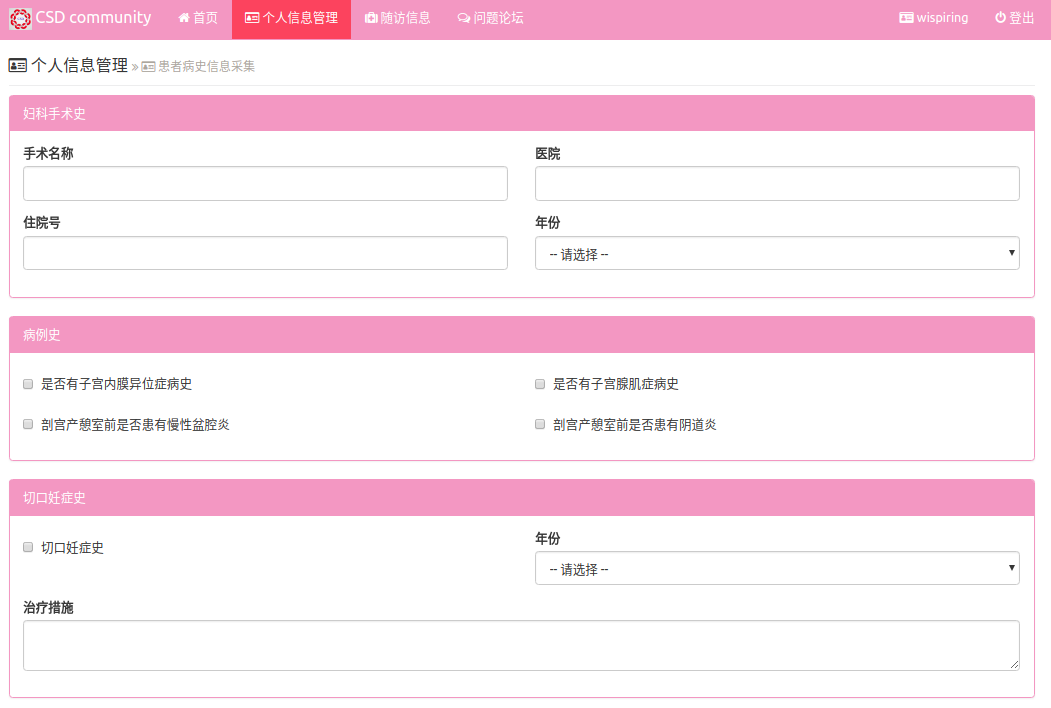 CSD community 首页 个人信息管理 随访信息 问题论坛 wispiring 登出
个人信息管理 » 患者病史信息采集
妇科手术史
手术名称 医院
住院号 年份
-- 请选择 --
病例史
是否有子宫内膜异位症病史 是否有子宫腺肌症病史
剖宫产憩室前是否患有慢性盆腔炎 剖宫产憩室前是否患有阴道炎
切口妊症史
切口妊症史 年份
-- 请选择 --
治疗措施